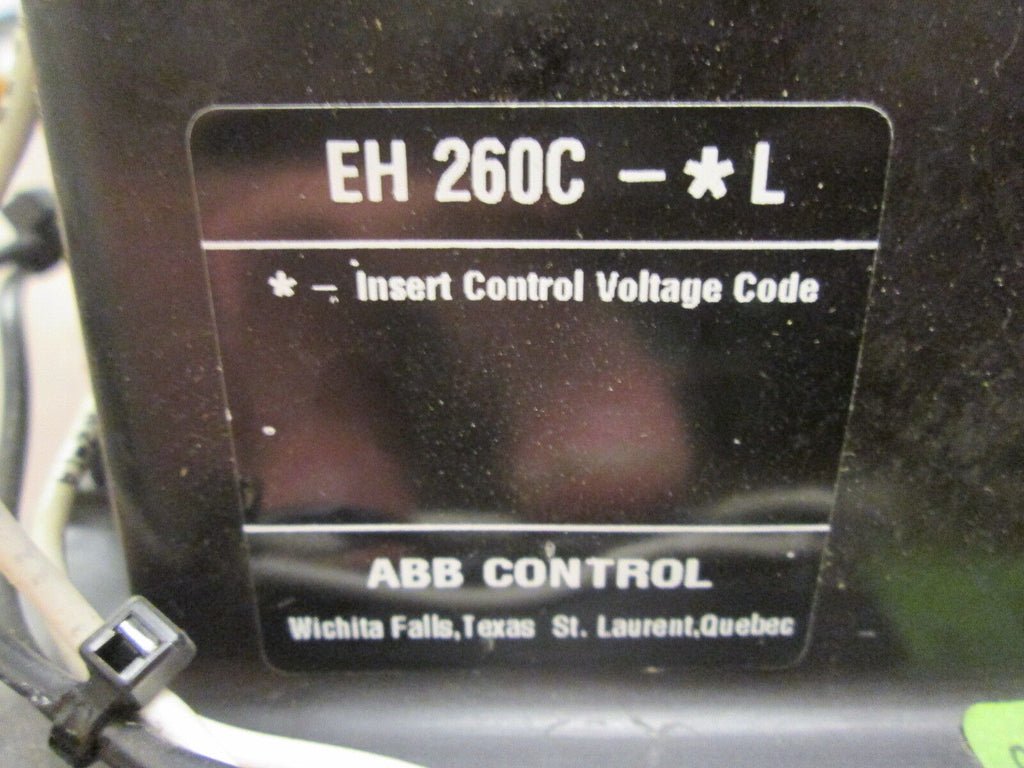 EH 260C - * L
* - Insert Control Voltage Code
ABB CONTROL
Wichita Falls,Texas St. Laurent,Quebec